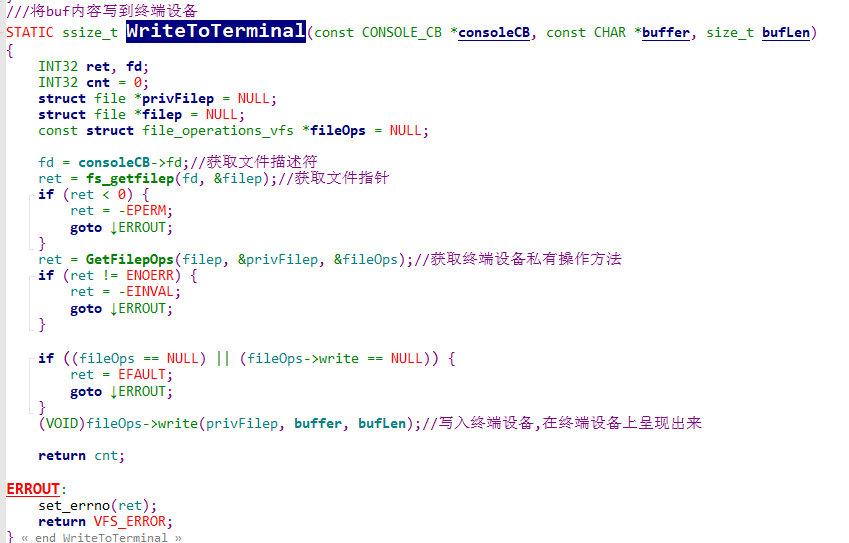 ///将buf内容写到终端设备
STATIC ssize_t WriteToTerminal(const CONSOLE_CB *consoleCB, const CHAR *buffer, size_t bufLen)
{
    INT32 ret, fd;
    INT32 cnt = 0;
    struct file *privFilep = NULL;
    struct file *filep = NULL;
    const struct file_operations_vfs *fileOps = NULL;

    fd = consoleCB->fd;//获取文件描述符
    ret = fs_getfilep(fd, &filep);//获取文件指针
    if (ret < 0) {
        ret = -EPERM;
        goto ↓ERROUT;
    }
    ret = GetFilepOps(filep, &privFilep, &fileOps);//获取终端设备私有操作方法
    if (ret != ENOERR) {
        ret = -EINVAL;
        goto ↓ERROUT;
    }

    if ((fileOps == NULL) || (fileOps->write == NULL)) {
        ret = EFAULT;
        goto ↓ERROUT;
    }
    (VOID)fileOps->write(privFilep, buffer, bufLen);//写入终端设备,在终端设备上呈现出来

    return cnt;

ERROUT:
    set_errno(ret);
    return VFS_ERROR;
} « end WriteToTerminal »